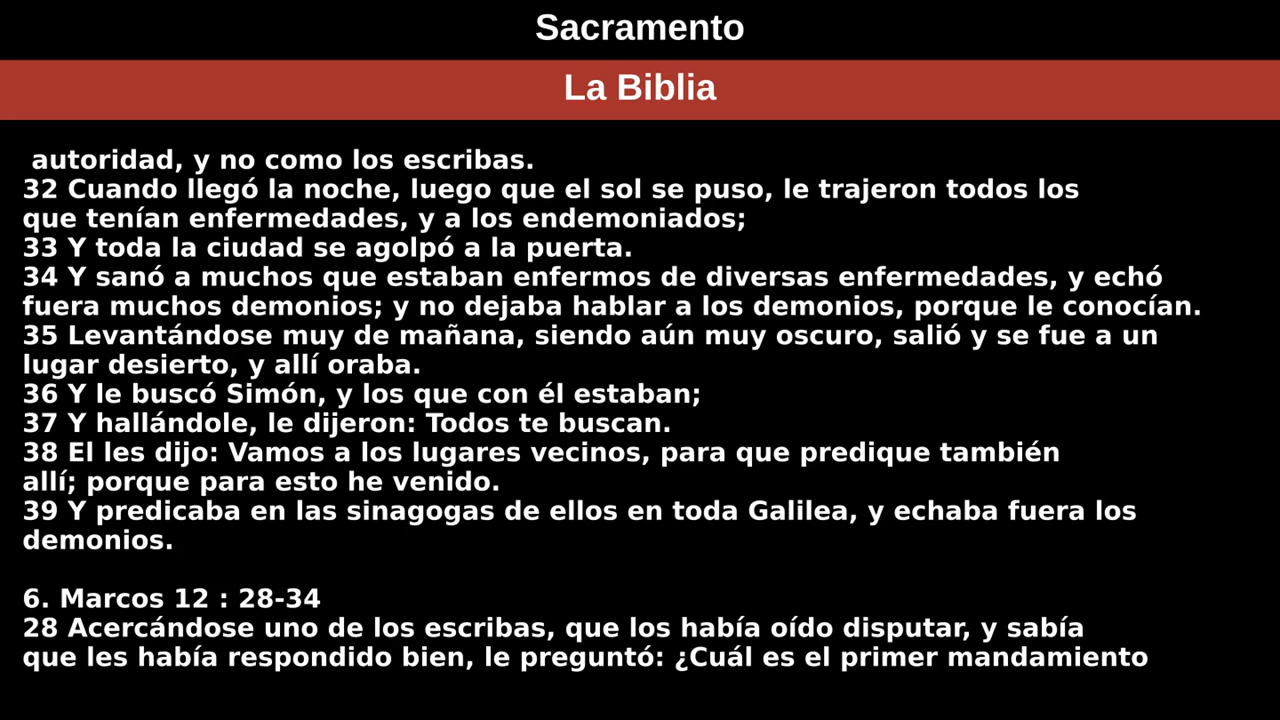 Sacramento
La Biblia
autoridad, y no como los escribas.
32 Cuando llegó la noche, luego que el sol se puso, le trajeron todos los
que tenían enfermedades, y a los endemoniados;
33 Y toda la ciudad se agolpó a la puerta.
34 Y sanó a muchos que estaban enfermos de diversas enfermedades, y echó
fuera muchos demonios; y no dejaba hablar a los demonios, porque le conocían.
35 Levantándose muy de mañana, siendo aún muy oscuro, salió y se fue a un
lugar desierto, y allí oraba.
36 Y le buscó Simón, y los que con él estaban;
37 Y hallándole, le dijeron: Todos te buscan.
38 El les dijo: Vamos a los lugares vecinos, para que predique también
allí; porque para esto he venido.
39 Y predicaba en las sinagogas de ellos en toda Galilea, y echaba fuera los
demonios.
6. Marcos 12 : 28-34
28 Acercándose uno de los escribas, que los había oído disputar, y sabía
que les había respondido bien, le preguntó: ¿Cuál es el primer mandamiento